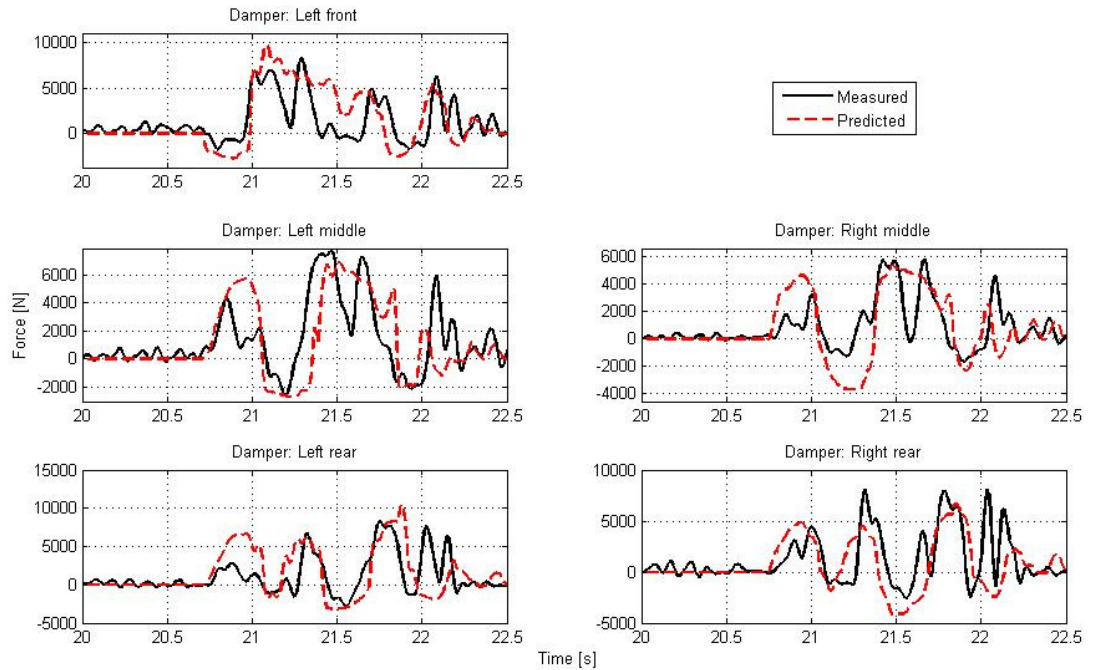 Damper: Left front
10000
5000
0
20 20.5 21 21.5 22 22.5
Measured
Predicted
Damper: Left middle
6000
4000
2000
0
-2000
20 20.5 21 21.5 22 22.5
Damper: Right middle
6000
4000
2000
0
-2000
-4000
20 20.5 21 21.5 22 22.5
Force [N]
Damper: Left rear
15000
10000
5000
0
-5000
20 20.5 21 21.5 22 22.5
Damper: Right rear
10000
5000
0
-5000
20 20.5 21 21.5 22 22.5
Time [s]